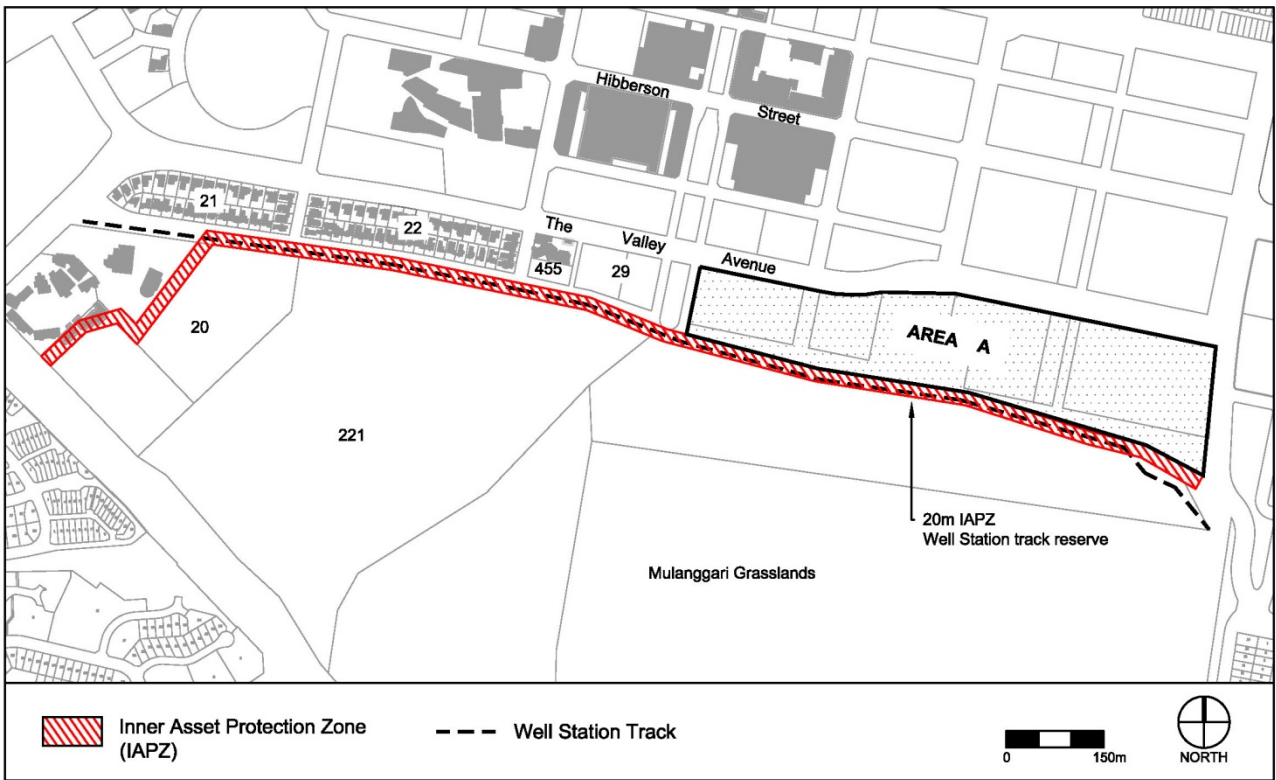 Hibberson
Street
21
22
The
Valley
Avenue
455
29
20
AREA A
221
20m IAPZ
Well Station track reserve
Mulanggari Grasslands
Inner Asset Protection Zone
(IAPZ)
Well Station Track
0
150m
NORTH